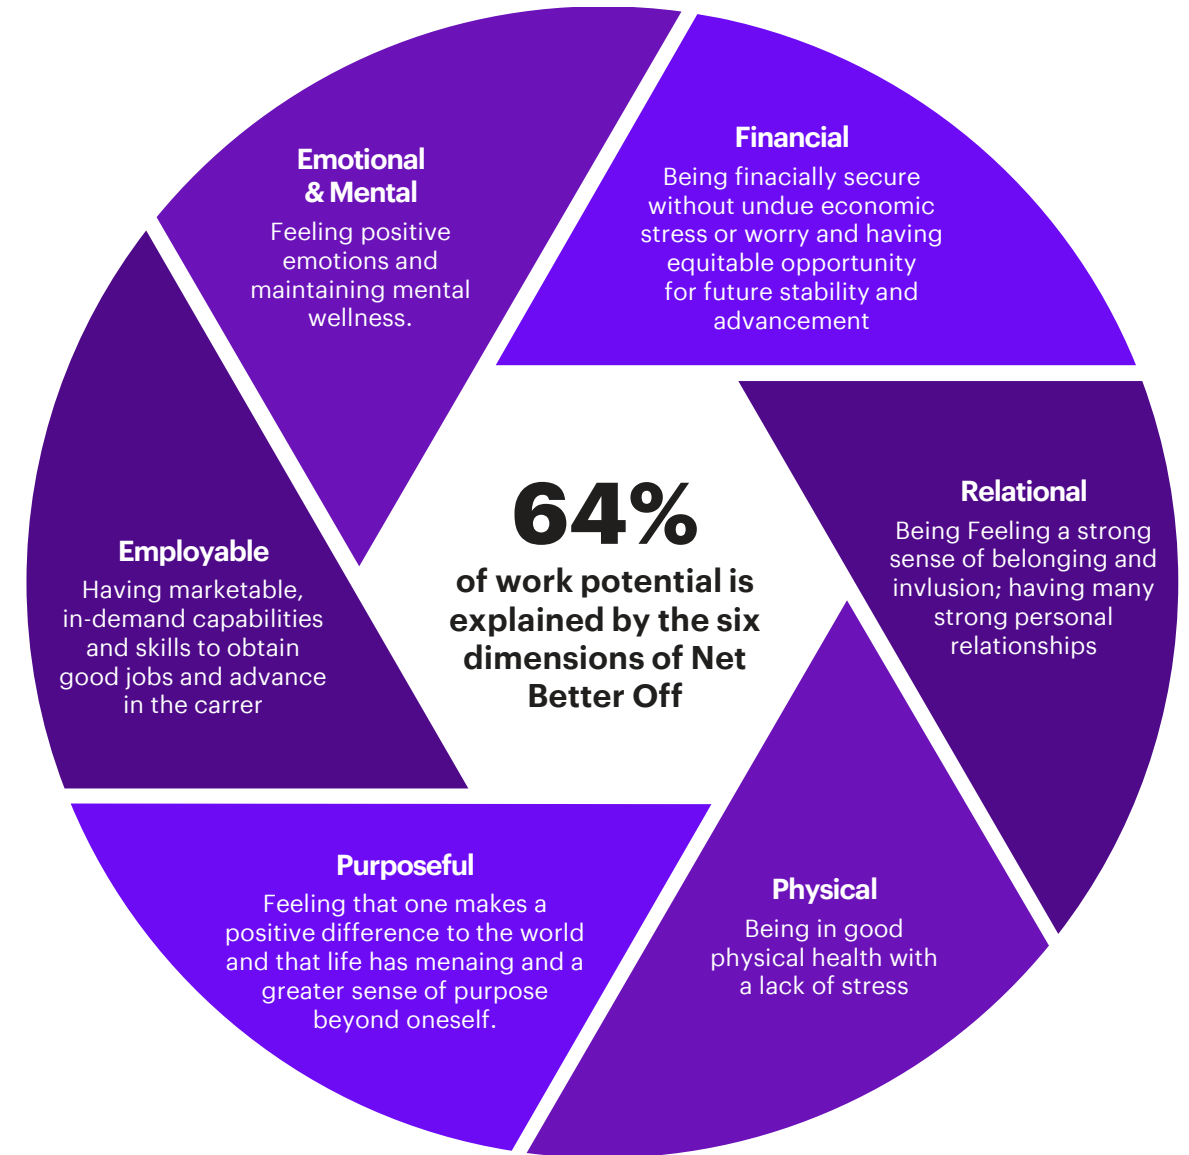 Emotional
& Mental
Feeling positive
emotions and
maintaining mental
wellness.
Financial
Being finacially secure
without undue economic
stress or worry and having
equitable opportunity
for future stability and
advancement
Relational
Being Feeling a strong
sense of belonging and
invlusion; having many
strong personal
relationships
Employable
Having marketable,
in-demand capabilities
and skills to obtain
good jobs and advance
in the carrer
64%
of work potential is
explained by the six
dimensions of Net
Better Off
Purposeful
Feeling that one makes a
positive difference to the world
and that life has menaing and a
greater sense of purpose
beyond oneself.
Physical
Being in good
physical health with
a lack of stress